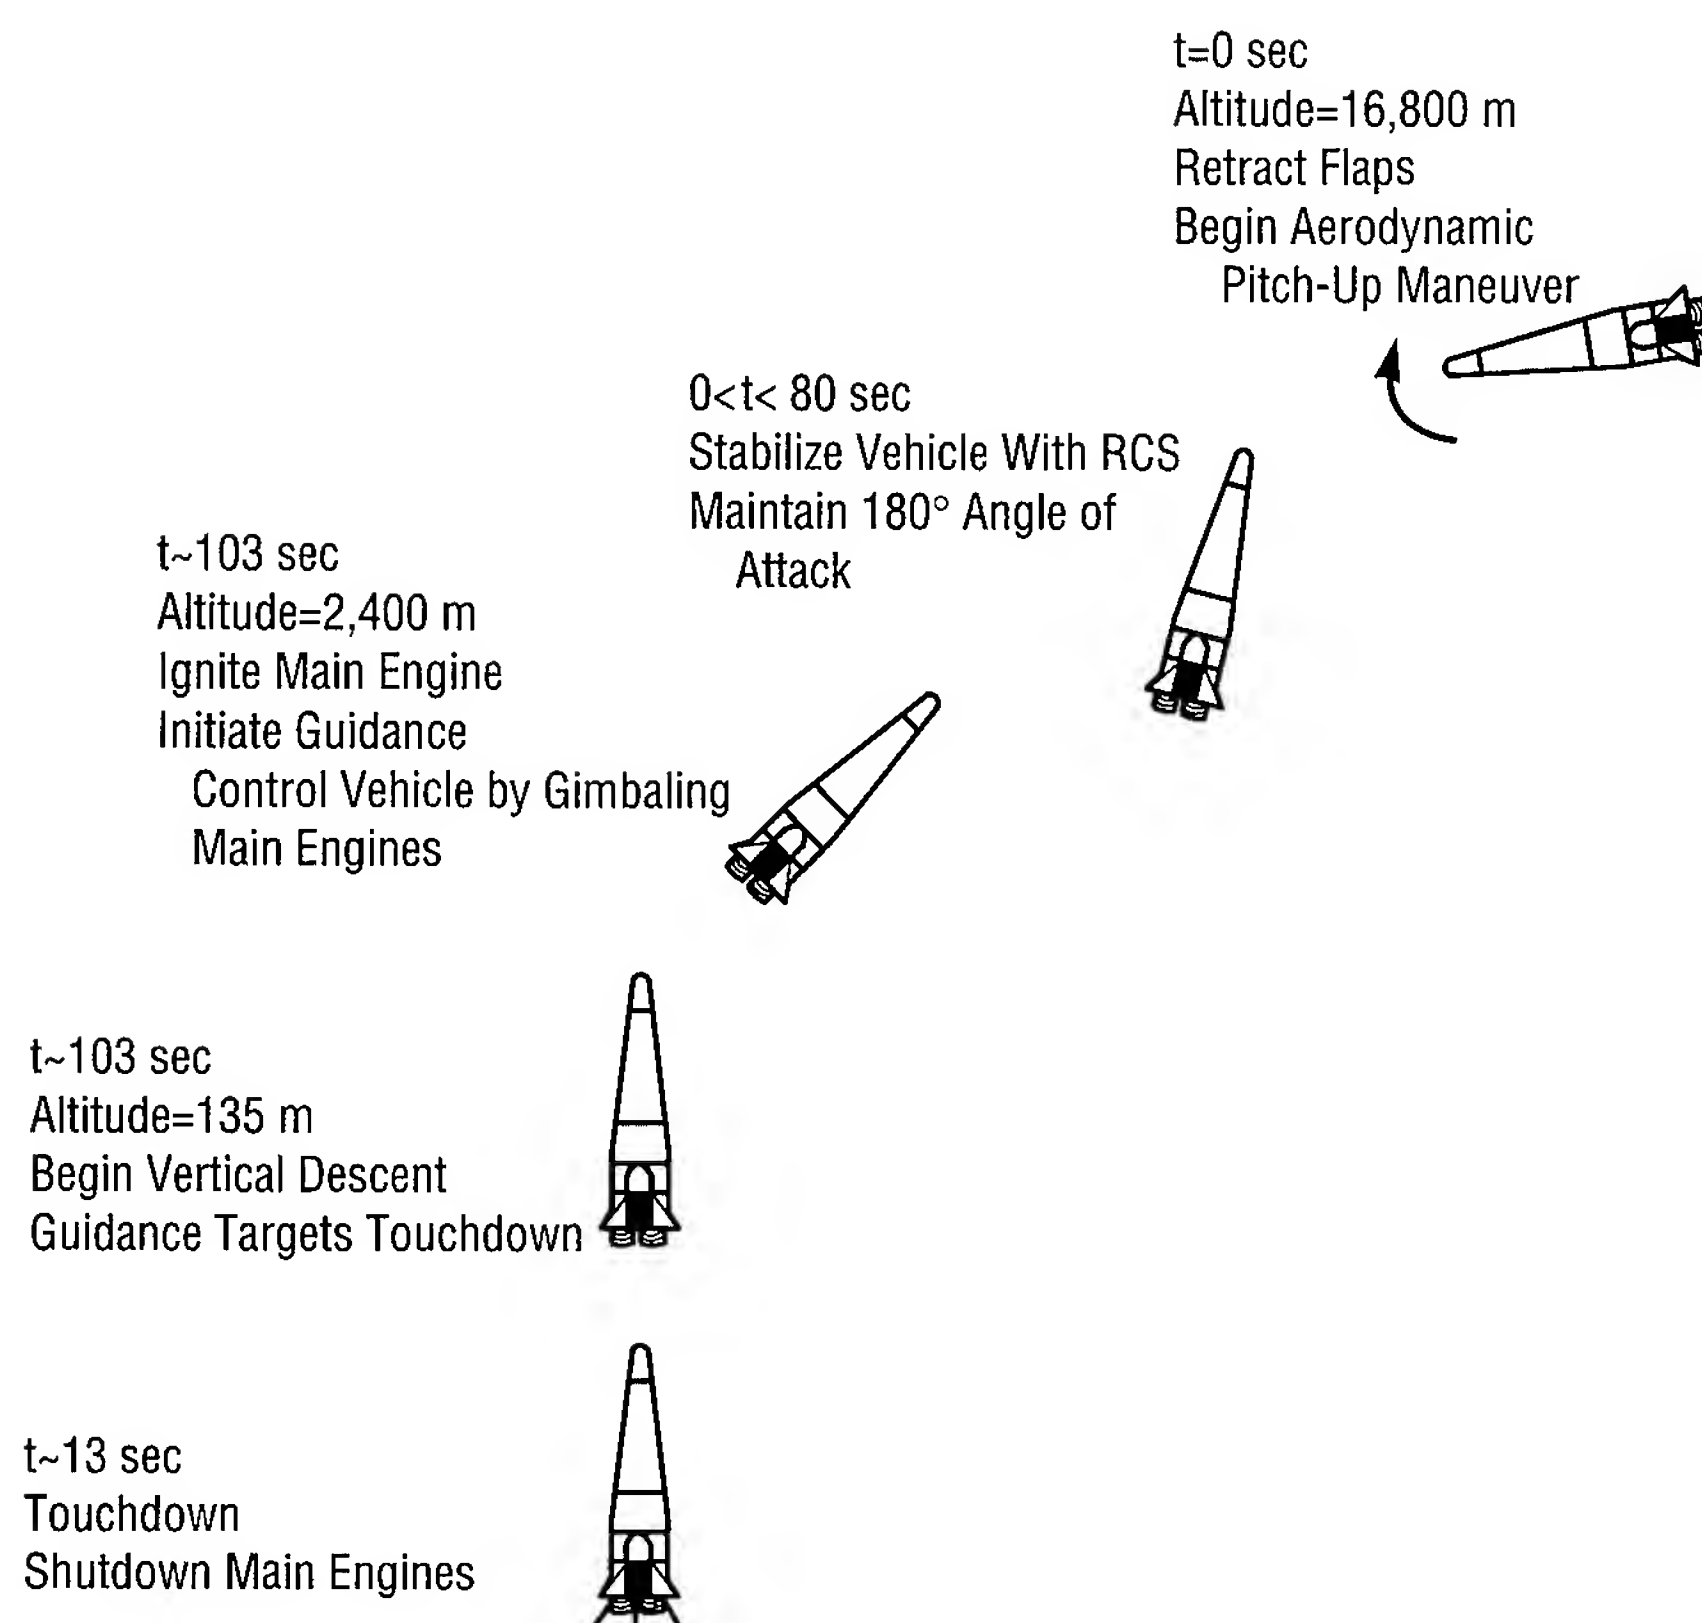 t=0 sec
Altitude=16,800 m
Retract Flaps
Begin Aerodynamic
Pitch-Up Maneuver
0<t< 80 sec
Stabilize Vehicle With RCS
Maintain 180° Angle of
Attack
t~103 sec
Altitude=2,400 m
Ignite Main Engine
Initiate Guidance
Control Vehicle by Gimbaling
Main Engines
t~103 sec
Altitude=135 m
Begin Vertical Descent
Guidance Targets Touchdown
t~13 sec
Touchdown
Shutdown Main Engines